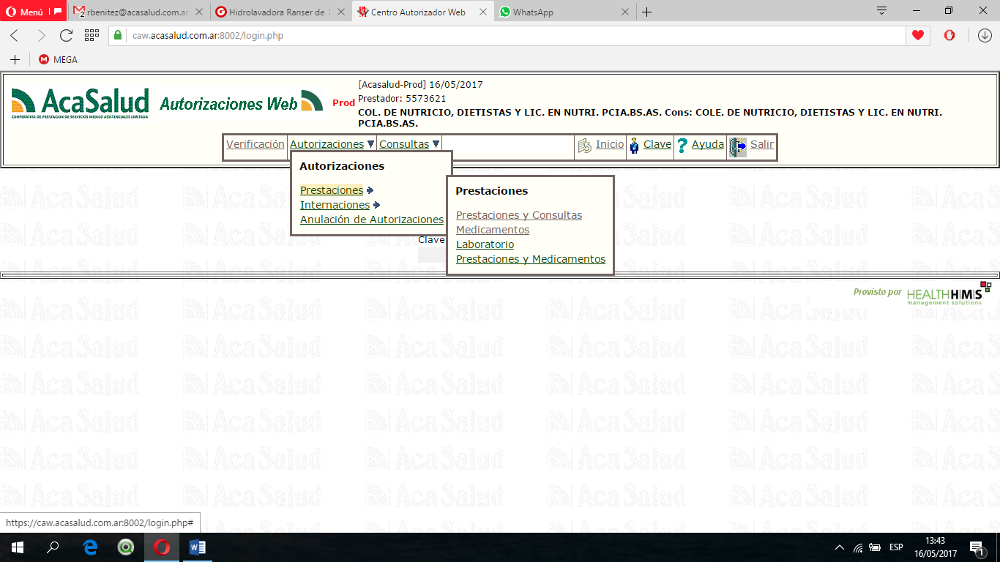 Menú
2 rbenitez@acasalud.com.ar
Hidrolavadora Ranser de 1
Centro Autorizador Web
WhatsApp
caw.acasalud.com.ar:8002/login.php
MEGA
AcaSalud
COOPERATIVA DE PRESTACION DE SERVICIOS MEDICO ASISTENCIALES LIMITADA
Autorizaciones Web
Prod
[Acasalud-Prod] 16/05/2017
Prestador: 5573621
COL. DE NUTRICIO, DIETISTAS Y LIC. EN NUTRI. PCIA.BS.AS. Cons: COLE. DE NUTRICIO, DIETISTAS Y LIC. EN NUTRI.
PCIA.BS.AS.
Verificación Autorizaciones Consultas Inicio Clave Ayuda Salir
Autorizaciones
Prestaciones
Internaciones
Anulación de Autorizaciones
Prestaciones
Prestaciones y Consultas
Medicamentos
Laboratorio
Prestaciones y Medicamentos
Clave
Provisto por HEALTH HMS
management solutions
https://caw.acasalud.com.ar:8002/login.php#
ESP
13:43
16/05/2017
1